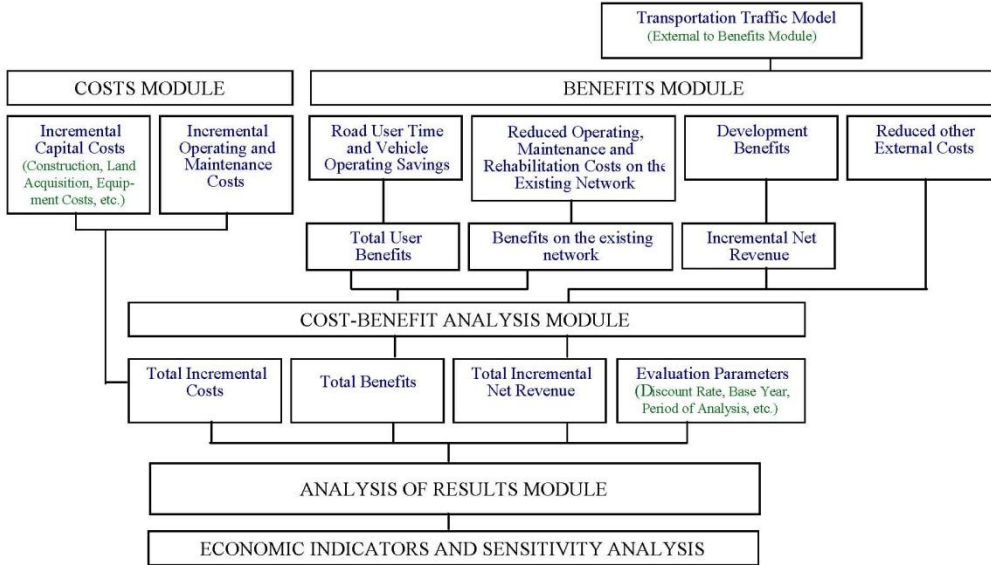 Transportation Traffic Model
(External to Benefits Module)
COSTS MODULE
BENEFITS MODULE
Incremental
Capital Costs
(Construction, Land
Acquisition, Equip-
ment Costs, etc.)
Incremental
Operating and
Maintenance
Costs
Road User Time
and Vehicle
Operating Savings
Reduced Operating,
Maintenance and
Rehabilitation Costs on the
Existing Network
Development
Benefits
Reduced other
External Costs
Total User
Benefits
Benefits on the existing
network
Incremental Net
Revenue
COST-BENEFIT ANALYSIS MODULE
Total Incremental
Costs
Total Benefits
Total Incremental
Net Revenue
Evaluation Parameters
(Discount Rate, Base Year,
Period of Analysis, etc.)
ANALYSIS OF RESULTS MODULE
ECONOMIC INDICATORS AND SENSITIVITY ANALYSIS